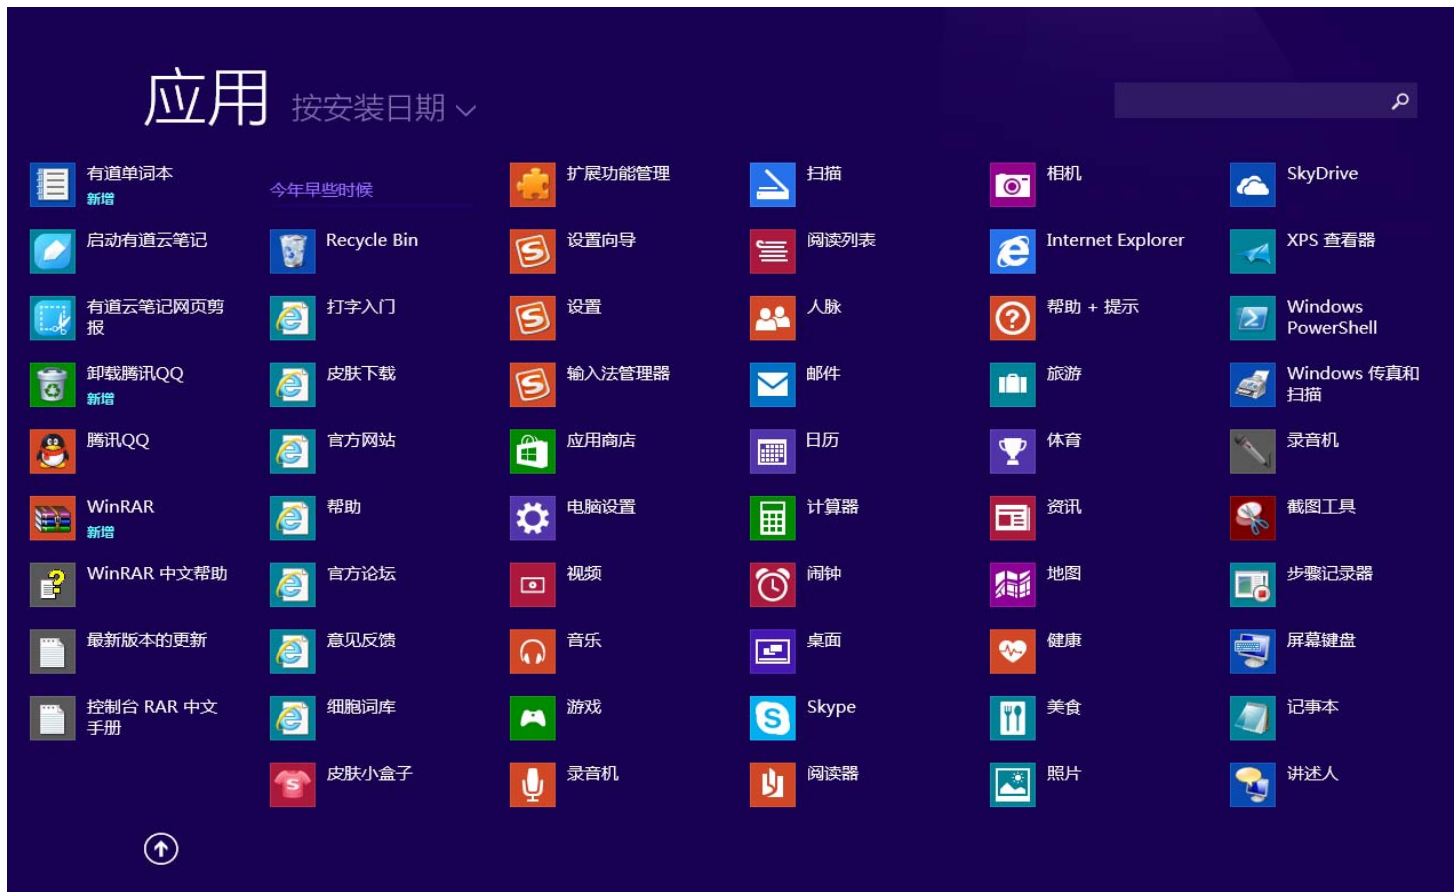 应用 按安装日期
有道单词本
新增
启动有道云笔记
有道云笔记网页剪
报
卸载腾讯QQ
新增
腾讯QQ
WinRAR
新增
WinRAR 中文帮助
最新版本的更新
控制台 RAR 中文
手册
今年早些时候
Recycle Bin
打字入门
皮肤下载
官方网站
帮助
官方论坛
意见反馈
细胞词库
皮肤小盒子
扩展功能管理
设置向导
设置
输入法管理器
应用商店
电脑设置
视频
音乐
游戏
录音机
扫描
阅读列表
人脉
邮件
日历
计算器
闹钟
桌面
Skype
阅读器
相机
Internet Explorer
帮助 + 提示
旅游
体育
资讯
地图
健康
美食
照片
SkyDrive
XPS 查看器
Windows
PowerShell
Windows 传真和
扫描
录音机
截图工具
步骤记录器
屏幕键盘
记事本
讲述人